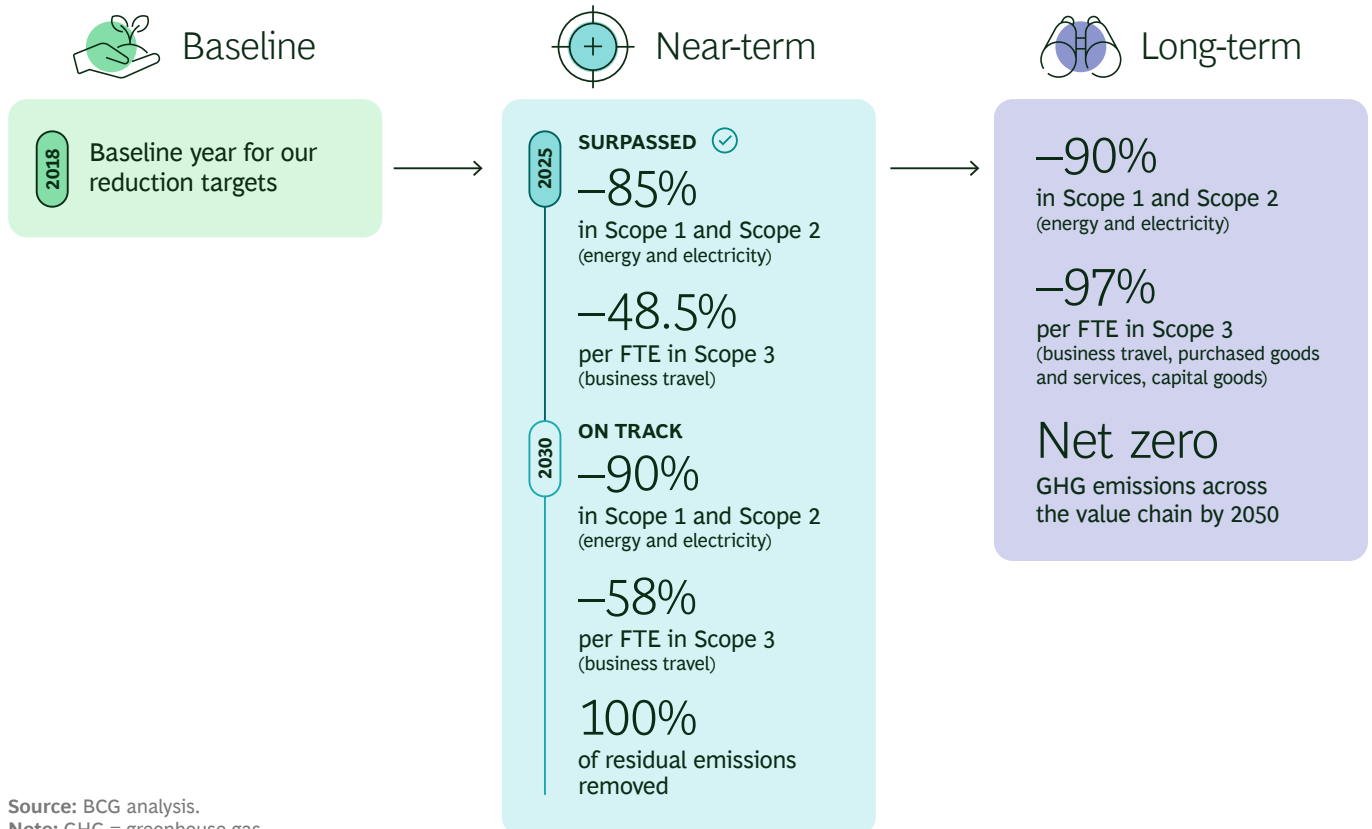 Baseline
2018
Baseline year for our
reduction targets
Near-term
2025
SURPASSED
–85%
in Scope 1 and Scope 2
(energy and electricity)
–48.5%
per FTE in Scope 3
(business travel)
2030
ON TRACK
–90%
in Scope 1 and Scope 2
(energy and electricity)
–58%
per FTE in Scope 3
(business travel)
100%
of residual emissions
removed
Long-term
–90%
in Scope 1 and Scope 2
(energy and electricity)
–97%
per FTE in Scope 3
(business travel, purchased goods
and services, capital goods)
Net zero
GHG emissions across
the value chain by 2050
Source: BCG analysis.
Note: GHG = greenhouse gas